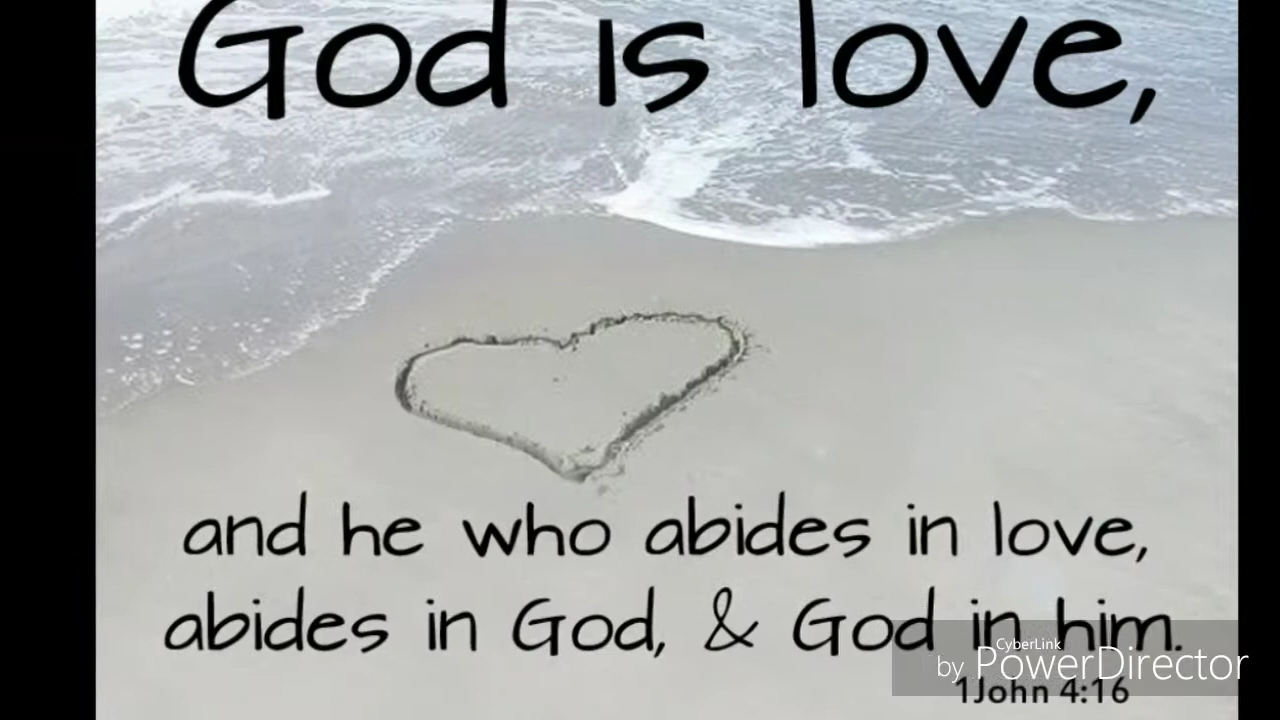 God is love,
and he who abides in love,
abides in God, & God in him.
CyberLink
by PowerDirector
1John 4:16